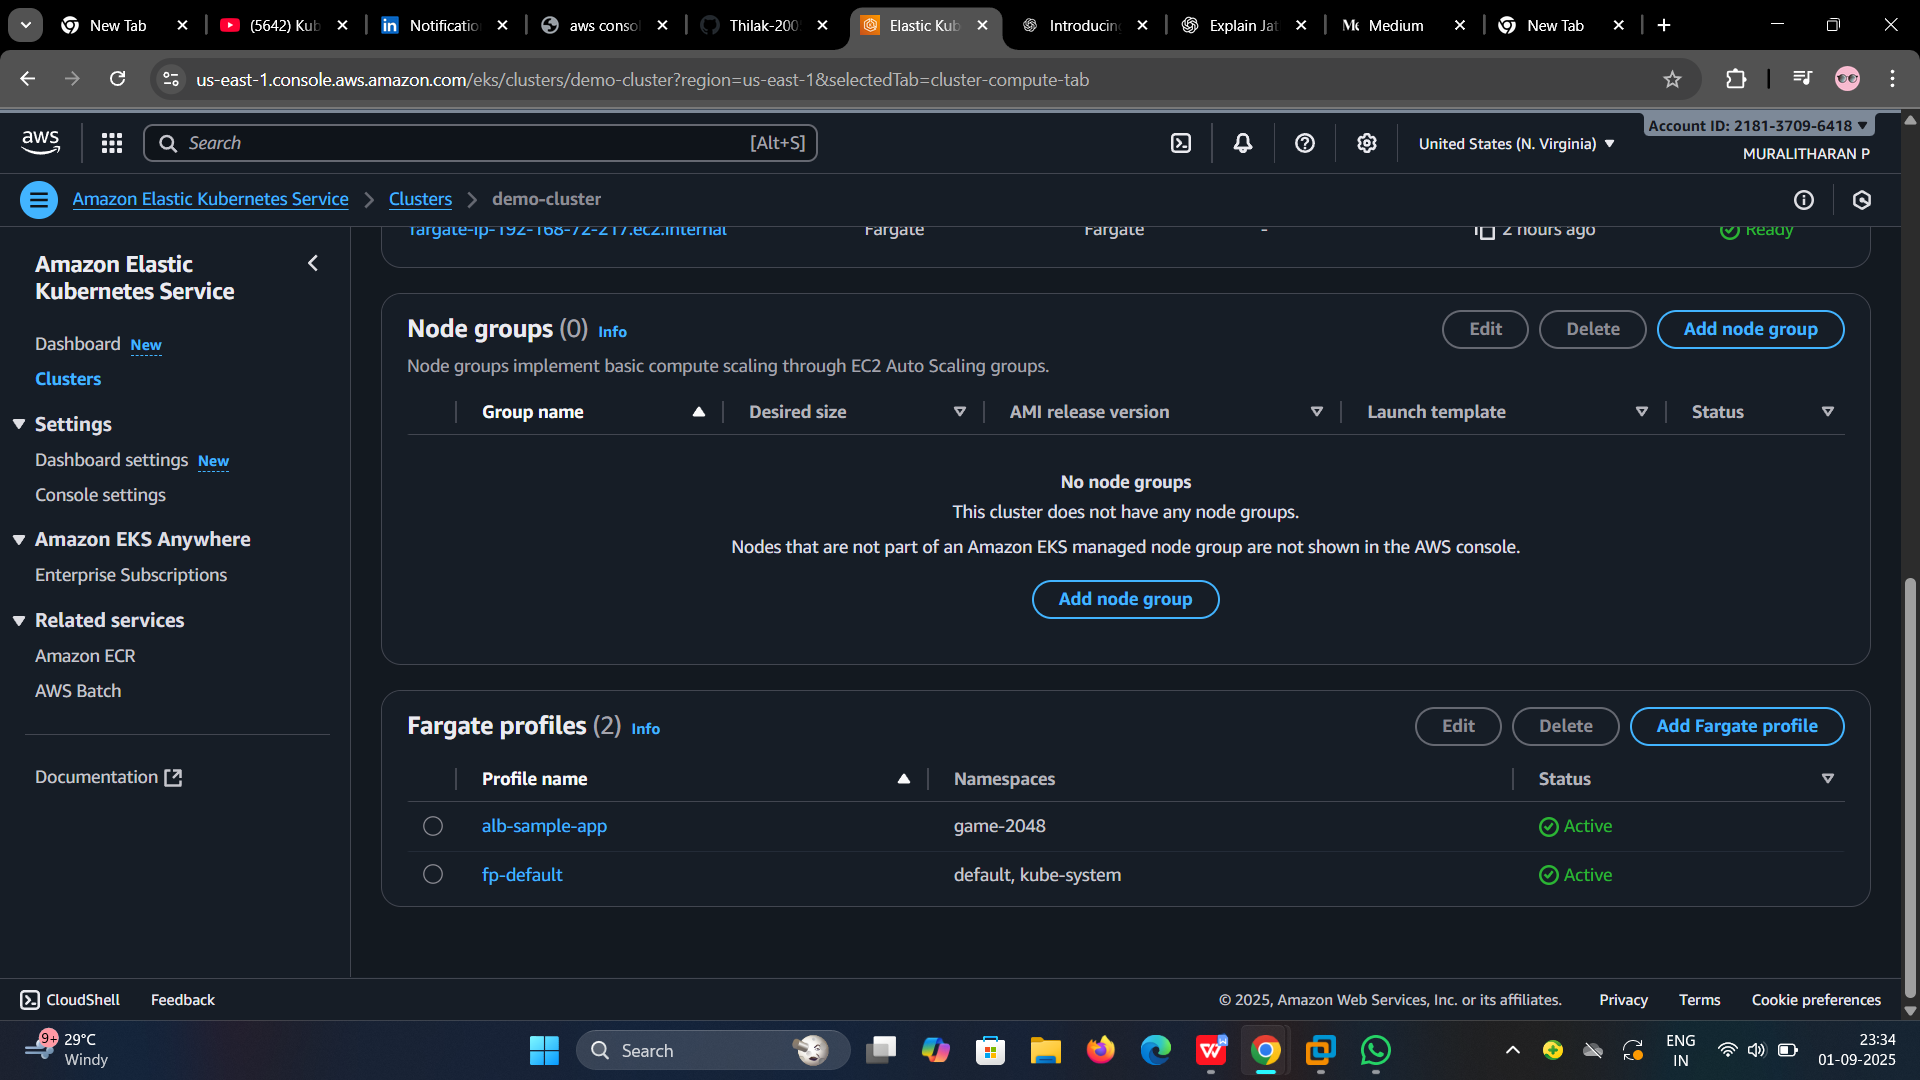 New Tab
(5642) Kub
Notificatio
aws conso
Thilak-200
Elastic Kub
Introducing
Explain Jat
Medium
New Tab
us-east-1.console.aws.amazon.com/eks/clusters/demo-cluster?region=us-east-1&selectedTab=cluster-compute-tab
aws
Search
[Alt+S]
United States (N. Virginia)
Account ID: 2181-3709-6418
MURALITHARAN P
Amazon Elastic Kubernetes Service
Clusters
demo-cluster
Amazon Elastic
Kubernetes Service
Dashboard New
Clusters
Settings
Dashboard settings New
Console settings
Amazon EKS Anywhere
Enterprise Subscriptions
Related services
Amazon ECR
AWS Batch
Documentation
fargate-ip-192-168-72-217.ec2.internal
Fargate
Fargate
-
2 hours ago
Ready
Node groups (0) Info
Edit
Delete
Add node group
Node groups implement basic compute scaling through EC2 Auto Scaling groups.
Group name
Desired size
AMI release version
Launch template
Status
No node groups
This cluster does not have any node groups.
Nodes that are not part of an Amazon EKS managed node group are not shown in the AWS console.
Add node group
Fargate profiles (2) Info
Edit
Delete
Add Fargate profile
Profile name
Namespaces
Status
alb-sample-app
game-2048
Active
fp-default
default, kube-system
Active
CloudShell
Feedback
© 2025, Amazon Web Services, Inc. or its affiliates.
Privacy
Terms
Cookie preferences
9+
29°C
Windy
Search
ENG
IN
23:34
01-09-2025